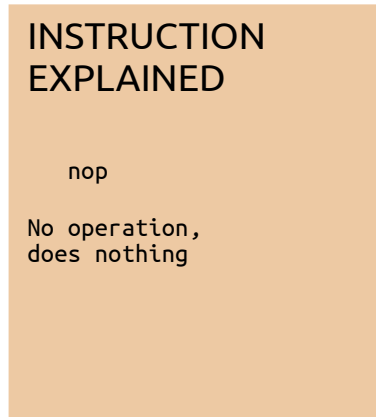 INSTRUCTION
EXPLAINED
nop
No operation,
does nothing